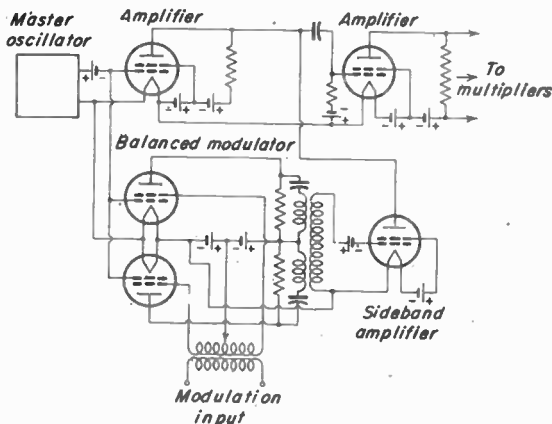 Master
oscillator
Amplifier
Amplifier
To
multipliers
Balanced modulator
Sideband
amplifier
Modulation
input